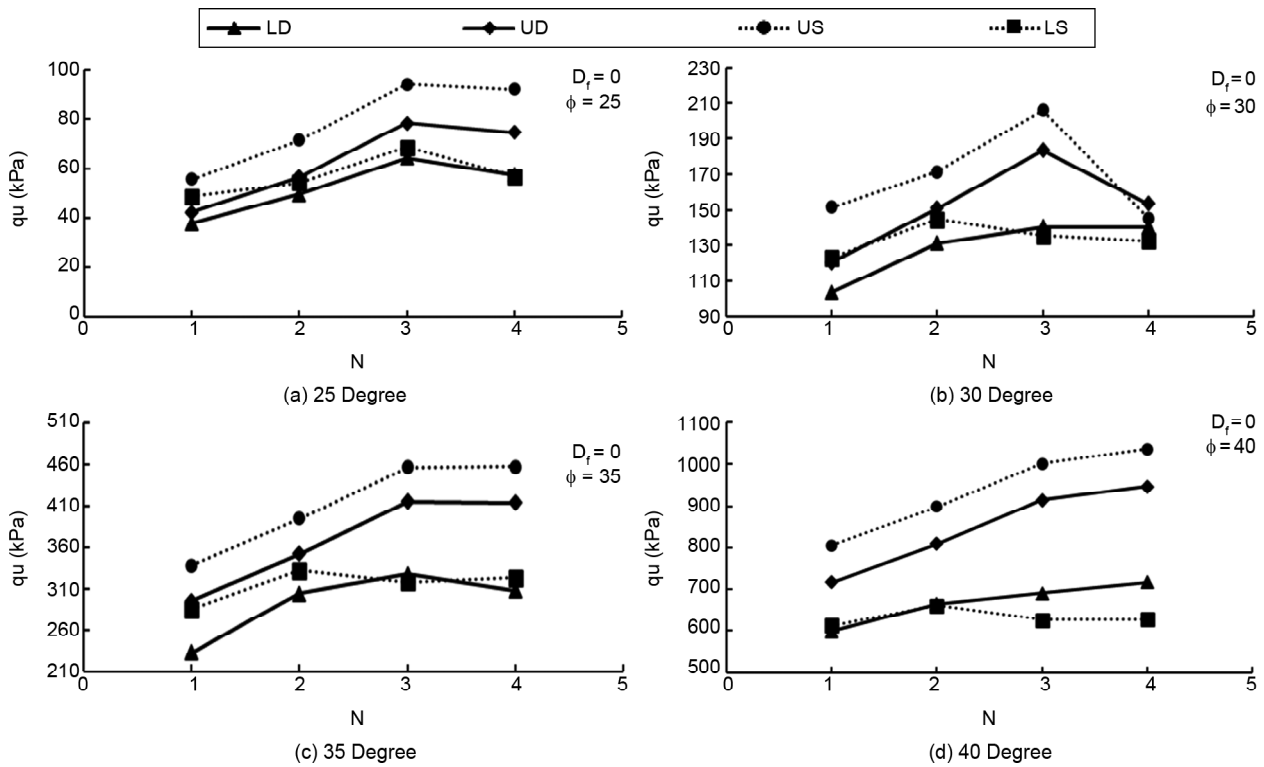 LD UD US LS
100
80
60
40
20
0
qu (kPa)
D_f = 0
ϕ = 25
0 1 2 3 4 5
N
(a) 25 Degree
230
210
190
170
150
130
110
90
qu (kPa)
D_f = 0
ϕ = 30
0 1 2 3 4 5
N
(b) 30 Degree
510
460
410
360
310
260
210
qu (kPa)
D_f = 0
ϕ = 35
0 1 2 3 4 5
N
(c) 35 Degree
1100
1000
900
800
700
600
500
qu (kPa)
D_f = 0
ϕ = 40
0 1 2 3 4 5
N
(d) 40 Degree